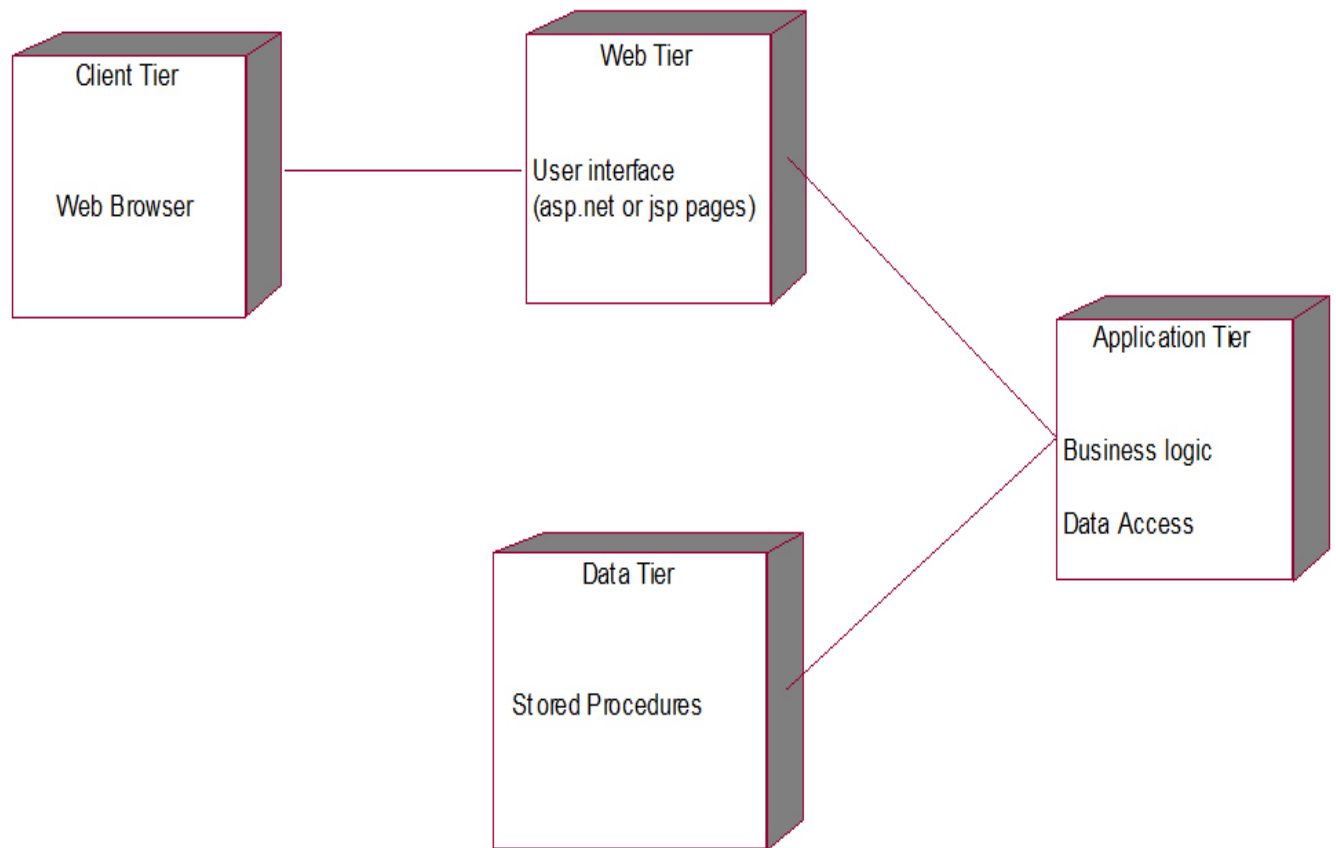 Client Tier
Web Browser
Web Tier
User interface
(asp.net or jsp pages)
Application Tier
Business logic
Data Access
Data Tier
Stored Procedures